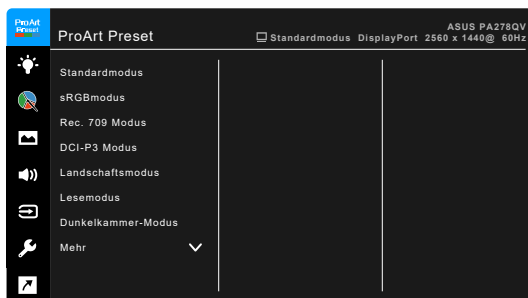 ProArt
Preset
ProArt Preset
ASUS PA278QV
Standardmodus DisplayPort 2560 x 1440@ 60Hz
Standardmodus
sRGBmodus
Rec. 709 Modus
DCI-P3 Modus
Landschaftsmodus
Lesemodus
Dunkelkammer-Modus
Mehr